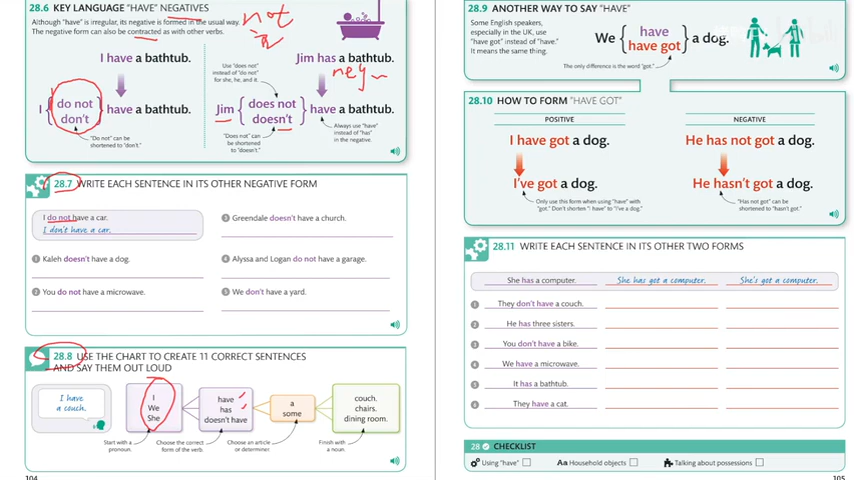 28.6 KEY LANGUAGE "HAVE" NEGATIVES
Although "have" is irregular, its negative is formed in the usual way.
The negative form can also be contracted as with other verbs.
not
I have a bathtub.
I { do not don't } have a bathtub.
"Do not" can be
shortened to "don't".
Use "does not"
instead of "do not"
for she, he, and it.
Jim has a bathtub.
neg
Jim { does not doesn't } have a bathtub.
"Does not" can
be shortened
to "doesn't".
Always use "have"
instead of "has"
in the negative.
28.7 WRITE EACH SENTENCE IN ITS OTHER NEGATIVE FORM
I do not have a car.
I don't have a car.
1 Kaleh doesn't have a dog.
2 You do not have a microwave.
3 Greendale doesn't have a church.
4 Alyssa and Logan do not have a garage.
5 We don't have a yard.
28.8 USE THE CHART TO CREATE 11 CORRECT SENTENCES
AND SAY THEM OUT LOUD
I have
a couch.
I
We
She
have
has
doesn't have
a
some
couch.
chairs.
dining room.
Start with a
pronoun.
Choose the correct
form of the verb.
Choose an article
or determiner.
Finish with
a noun.
104
28.9 ANOTHER WAY TO SAY "HAVE"
Some English speakers,
especially in the UK, use
"have got" instead of "have."
It means the same thing.
We { have have got } a dog.
The only difference is the word "got."
28.10 HOW TO FORM "HAVE GOT"
POSITIVE
I have got a dog.
I've got a dog.
Only use this form when using "have" with
"got." Don't shorten "I have" to "I've a dog."
NEGATIVE
He has not got a dog.
He hasn't got a dog.
"Has not got" can be
shortened to "hasn't got."
28.11 WRITE EACH SENTENCE IN ITS OTHER TWO FORMS
She has a computer. She has got a computer. She's got a computer.
1 They don't have a couch.
2 He has three sisters.
3 You don't have a bike.
4 We have a microwave.
5 It has a bathtub.
6 They have a cat.
28 CHECKLIST
Using "have" Aa Household objects Talking about possessions
105